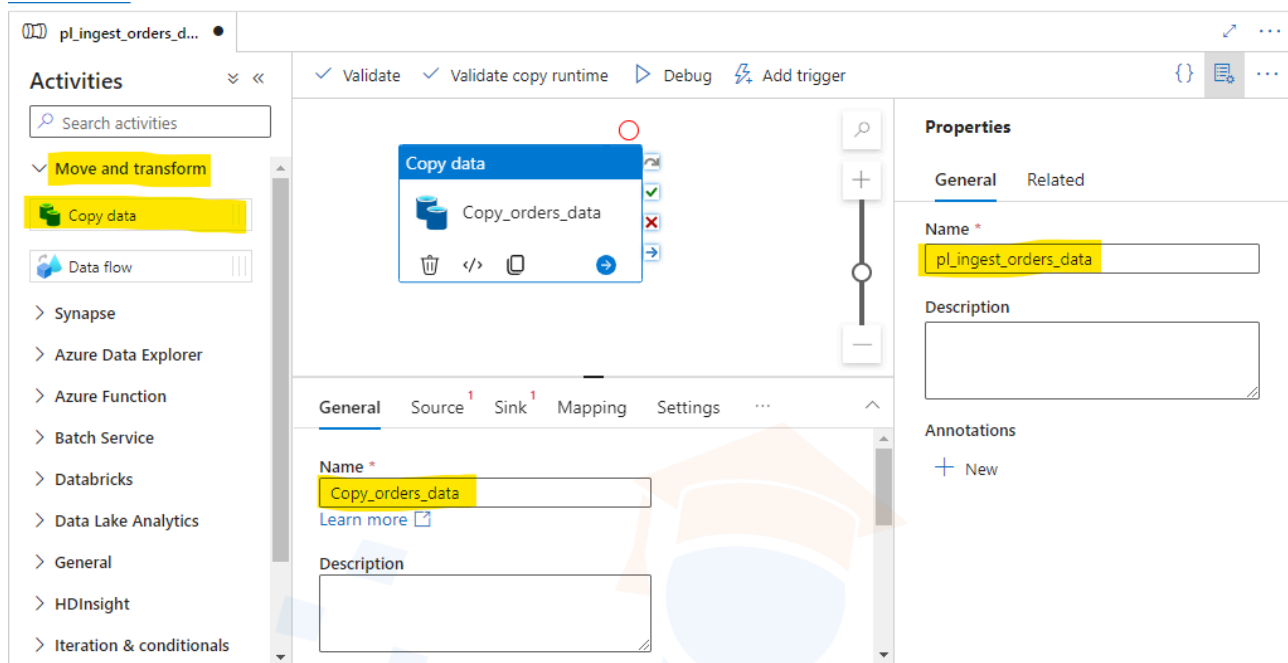 pl_ingest_orders_d...
Activities
Search activities
Move and transform
Copy data
Data flow
Synapse
Azure Data Explorer
Azure Function
Batch Service
Databricks
Data Lake Analytics
General
HDInsight
Iteration & conditionals
Validate Validate copy runtime Debug Add trigger
Copy data
Copy_orders_data
General Source 1 Sink 1 Mapping Settings ...
Name *
Copy_orders_data
Learn more
Description
Properties
General Related
Name *
pl_ingest_orders_data
Description
Annotations
New